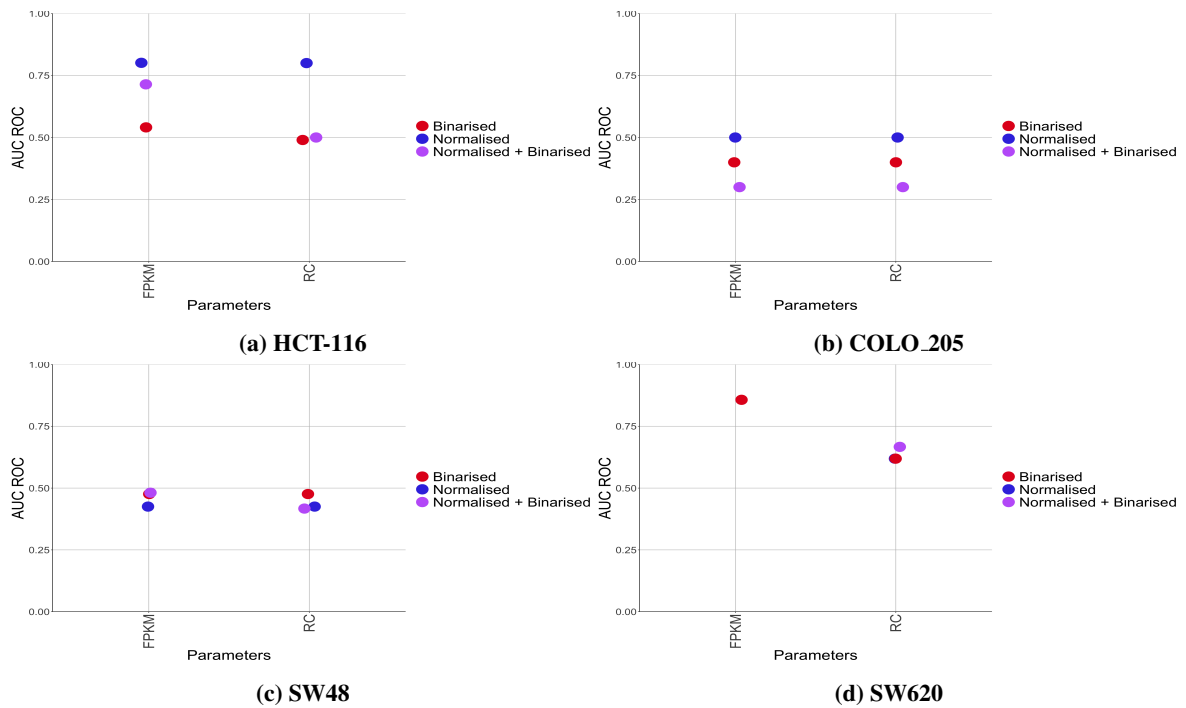 1.00
0.75
0.50
0.25
0.00
AUC ROC
FPKM
RC
Parameters
Binarised
Normalised
Normalised + Binarised
(a) HCT-116
1.00
0.75
0.50
0.25
0.00
AUC ROC
FPKM
RC
Parameters
Binarised
Normalised
Normalised + Binarised
(b) COLO_205
1.00
0.75
0.50
0.25
0.00
AUC ROC
FPKM
RC
Parameters
Binarised
Normalised
Normalised + Binarised
(c) SW48
1.00
0.75
0.50
0.25
0.00
AUC ROC
FPKM
RC
Parameters
Binarised
Normalised
Normalised + Binarised
(d) SW620